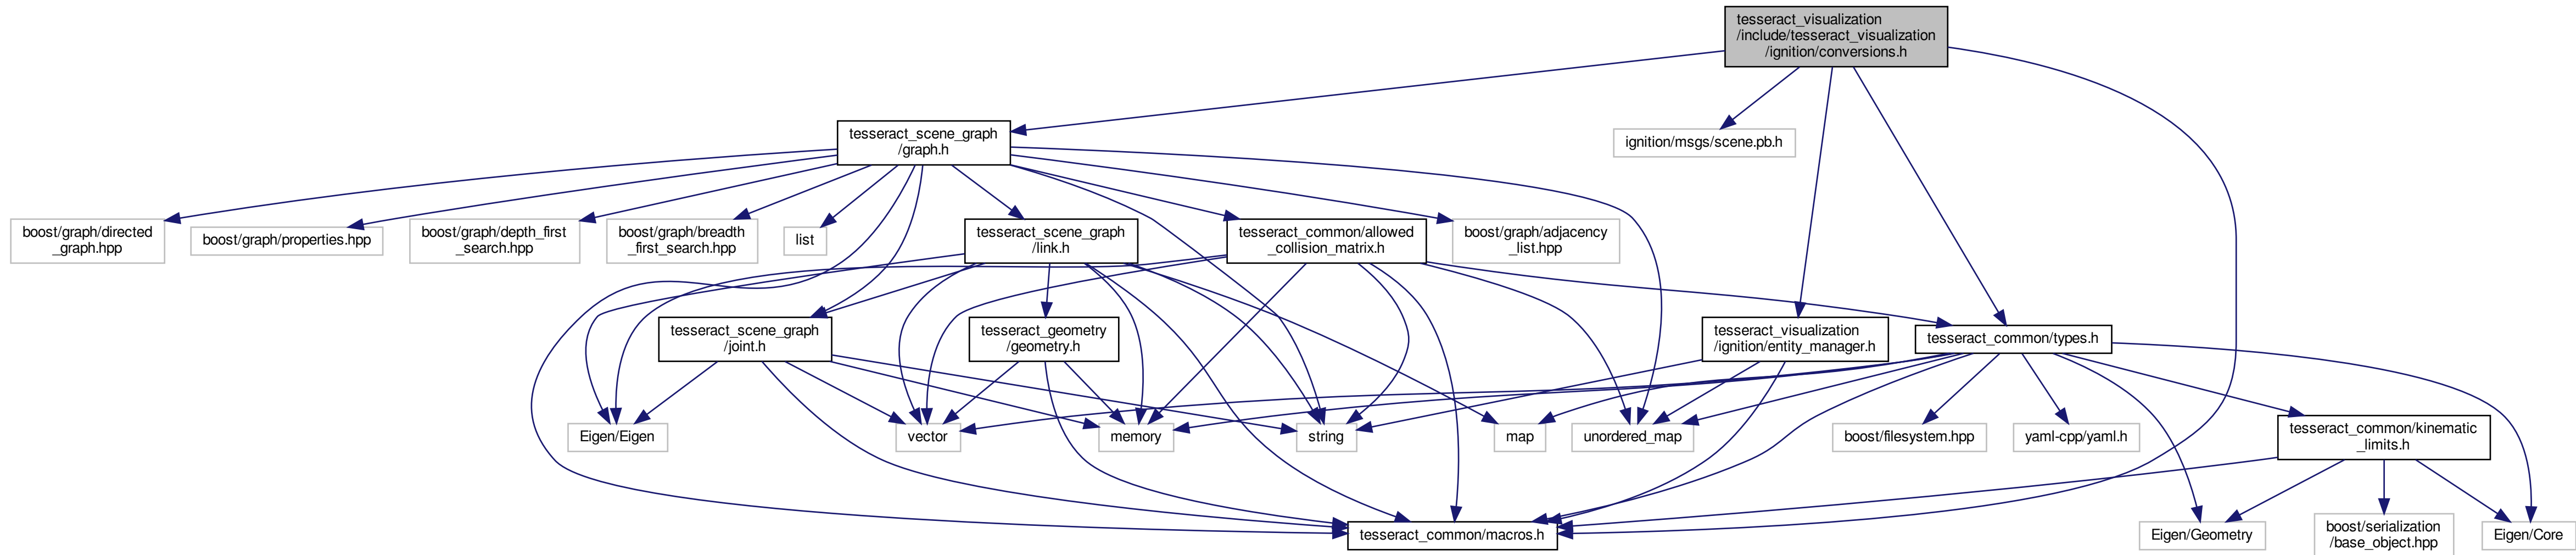 tesseract_visualization
/include/tesseract_visualization
/ignition/conversions.h
tesseract_scene_graph
/graph.h
ignition/msgs/scene.pb.h
boost/graph/directed
_graph.hpp
boost/graph/properties.hpp
boost/graph/depth_first
_search.hpp
boost/graph/breadth
_first_search.hpp
list
tesseract_scene_graph
/link.h
tesseract_common/allowed
_collision_matrix.h
boost/graph/adjacency
_list.hpp
tesseract_scene_graph
/joint.h
tesseract_geometry
/geometry.h
tesseract_visualization
/ignition/entity_manager.h
tesseract_common/types.h
Eigen/Eigen
vector
memory
string
map
unordered_map
boost/filesystem.hpp
yaml-cpp/yaml.h
tesseract_common/kinematic
_limits.h
tesseract_common/macros.h
Eigen/Geometry
boost/serialization
/base_object.hpp
Eigen/Core